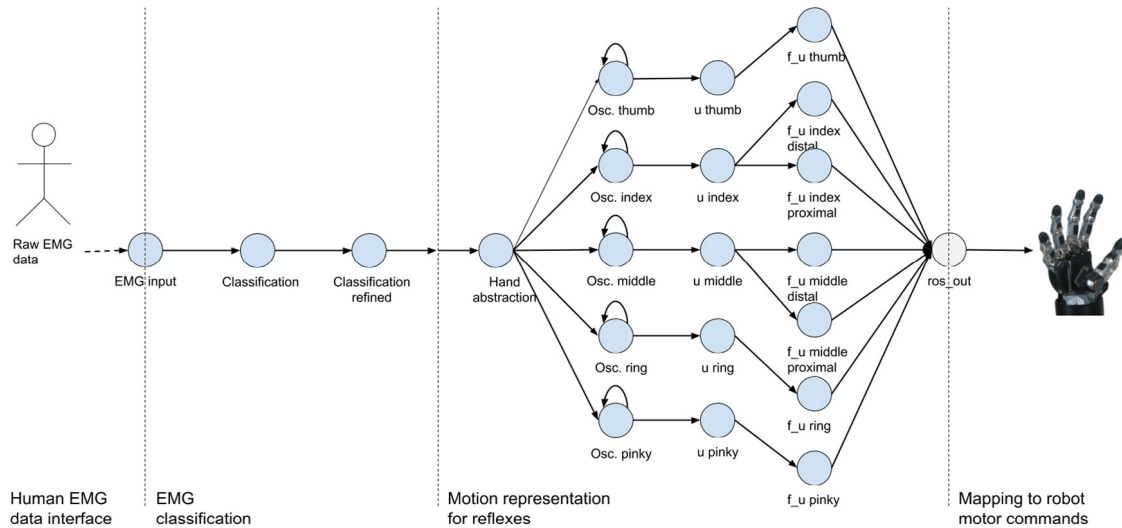 f_u thumb
Osc. thumb
u thumb
f_u index
distal
Osc. index
u index
f_u index
proximal
Raw EMG
data
EMG input
Classification
Classification
refined
Hand
abstraction
Osc. middle
u middle
f_u middle
distal
ros_out
f_u middle
proximal
Osc. ring
u ring
f_u ring
Osc. pinky
u pinky
f_u pinky
Human EMG
data interface
EMG
classification
Motion representation
for reflexes
Mapping to robot
motor commands